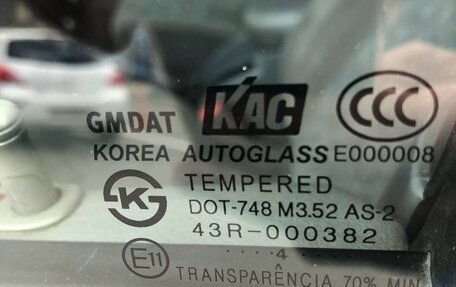 GMDAT KAC CCC
KOREA AUTOGLASS E000008
K S TEMPERED
DOT-748 M3.52 AS-2
43R-000382
E11 ....4
TRANSPARÊNCIA 70% MIN